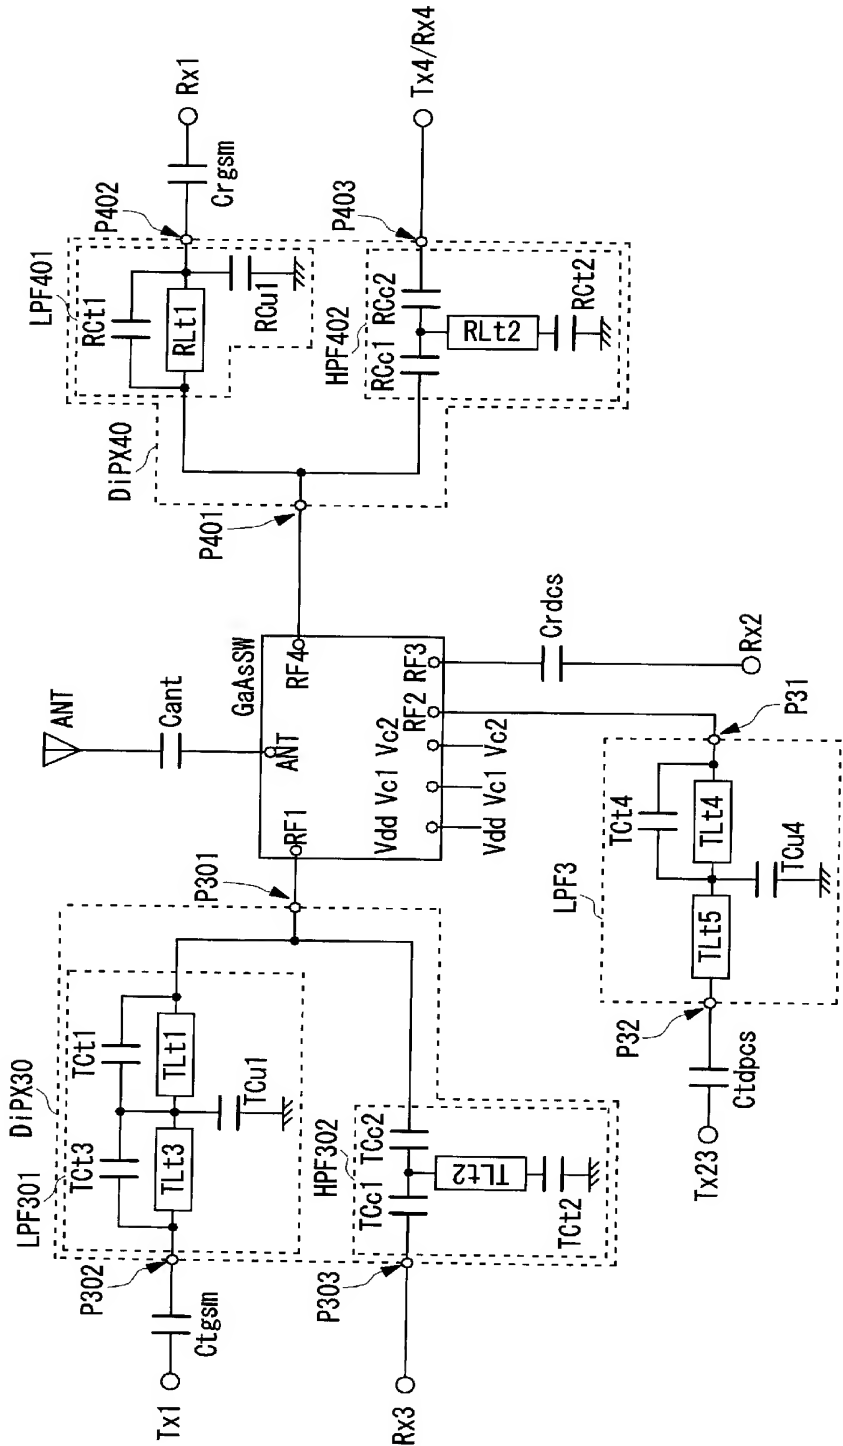 ANT
Cant
GaAsSW
ANT
RF1
RF4
Vdd Vc1 Vc2 RF2 RF3
Vdd Vc1 Vc2
DiPX30
LPF301
TCt3
TCt1
TLt3
TLt1
TCu1
P301
P302
Ctgsm
Tx1
HPF302
TCc1
TCc2
TLt2
TCt2
P303
Rx3
DiPX40
LPF401
RCt1
RLt1
RCu1
P401
P402
Crgsm
Rx1
HPF402
RCc1
RCc2
RLt2
RCt2
P403
Tx4/Rx4
LPF3
TCt4
TLt5
TLt4
TCu4
P31
P32
Ctdpcs
Tx23
Crdcs
Rx2